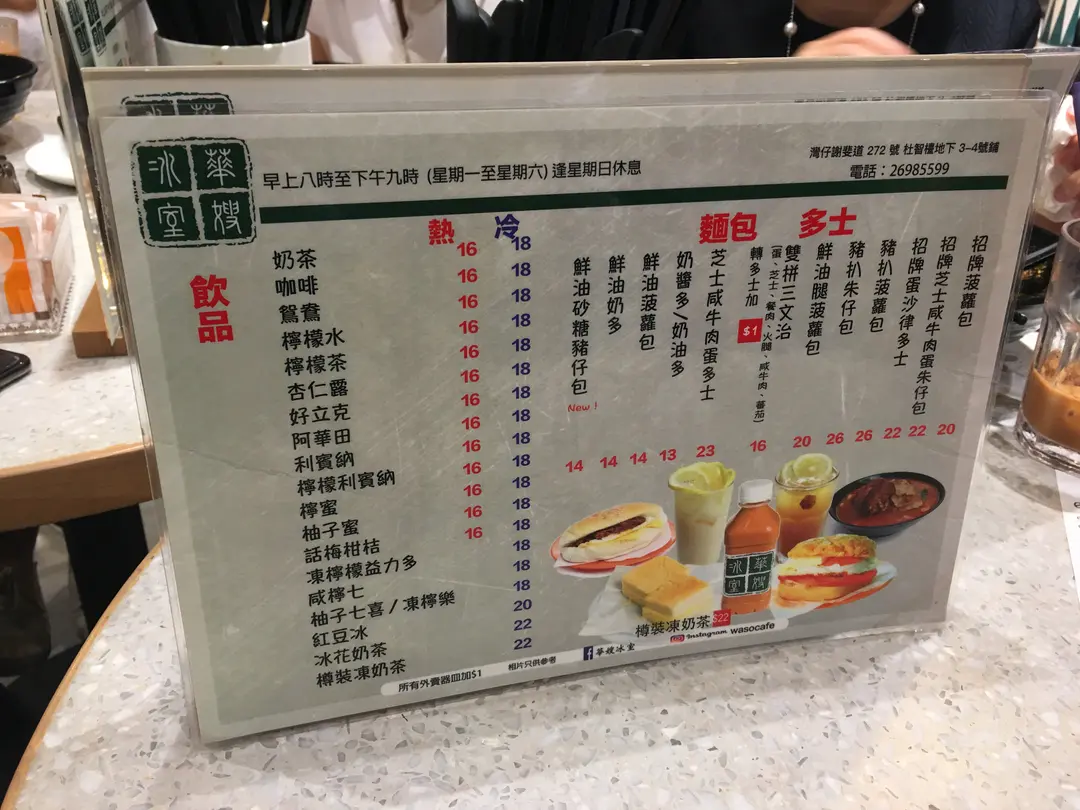 華嫂冰室
早上八時至下午九時 (星期一至星期六) 逢星期日休息
灣仔謝斐道 272 號 杜智樓地下 3-4號舖
電話：26985599
飲品
熱 冷
奶茶 16 18
咖啡 16 18
鴛鴦 16 18
檸檬水 16 18
檸檬茶 16 18
杏仁露 16 18
好立克 16 18
阿華田 16 18
利賓納 16 18
檸檬利賓納 16 18
檸蜜 16 18
柚子蜜 16 18
話梅柑桔 16 18
凍檸檬益力多 18
咸檸七 18
柚子七喜/凍檸樂 18
紅豆冰 20
冰花奶茶 22
樽裝凍奶茶 22
麵包 多士
招牌菠蘿包 20
招牌芝士咸牛肉蛋朱仔包 22
招牌蛋沙律多士 22
豬扒菠蘿包 26
豬扒朱仔包 26
鮮油腿菠蘿包 20
雙拼三文治 16
(蛋、芝士、餐肉、火腿、咸牛肉、蕃茄)
轉多士加 $1
芝士咸牛肉蛋多士 23
奶醬多/奶油多 13
鮮油菠蘿包 14
鮮油奶多 14
鮮油砂糖豬仔包 14
New !
華嫂冰室
樽裝凍奶茶 $22
Instagram wasocafe
f 華嫂冰室
相片只供參考
所有外賣器皿加$1